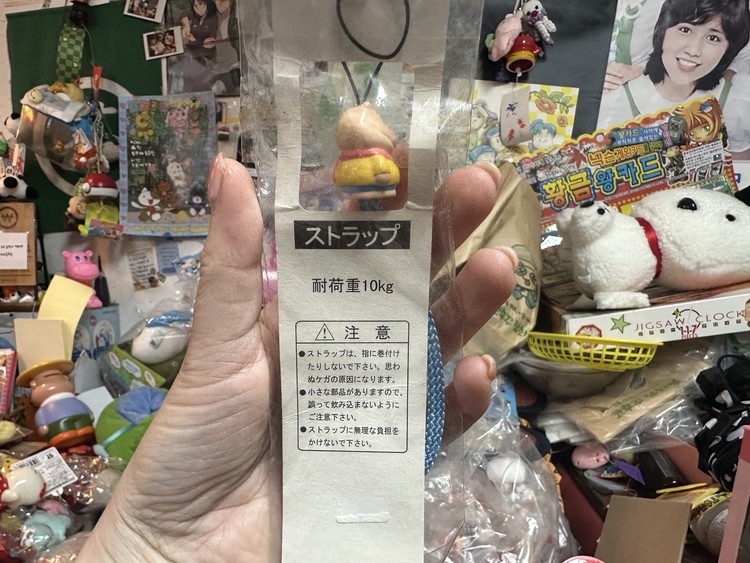 ストラップ
耐荷重10kg
注意
●ストラップは、指に巻付け
たりしないで下さい。思わ
ぬケガの原因になります。
●小さな部品がありますので、
誤って飲み込まないように
ご注意下さい。
●ストラップに無理な負担を
かけないで下さい。
황금왕카드
JIGSAW CLOCK